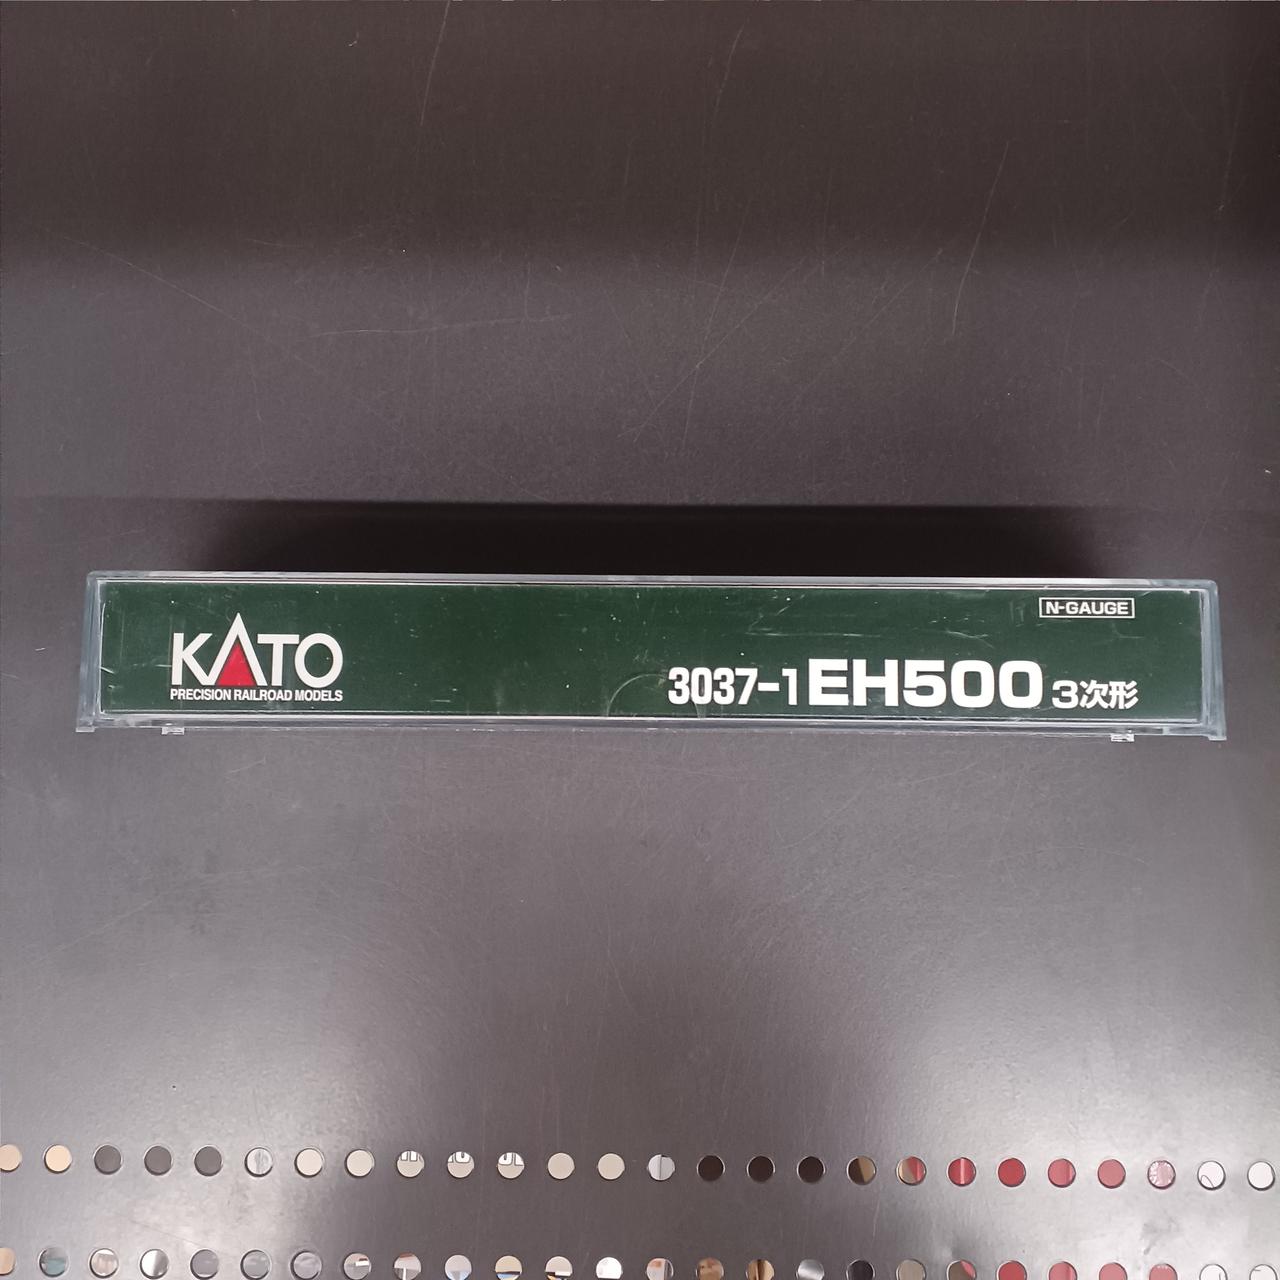 N-GAUGE
KATO
PRECISION RAILROAD MODELS
3037-1 EH500 3次形